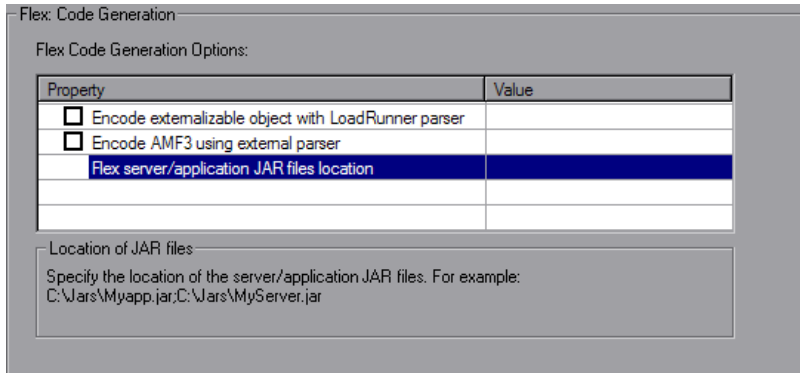 Flex: Code Generation
Flex Code Generation Options:
Property Value
Encode externalizable object with LoadRunner parser
Encode AMF3 using external parser
Flex server/application JAR files location
Location of JAR files
Specify the location of the server/application JAR files. For example:
C:\Jars\Myapp.jar;C:\Jars\MyServer.jar